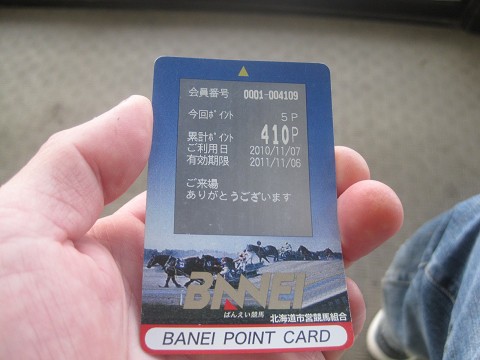 会員番号 0001-004109
今回ﾎﾟｲﾝﾄ 5P
累計ﾎﾟｲﾝﾄ 410P
ご利用日 2010/11/07
有効期限 2011/11/06
ご来場
ありがとうございます
BANEI
ばんえい競馬
北海道市営競馬組合
BANEI POINT CARD